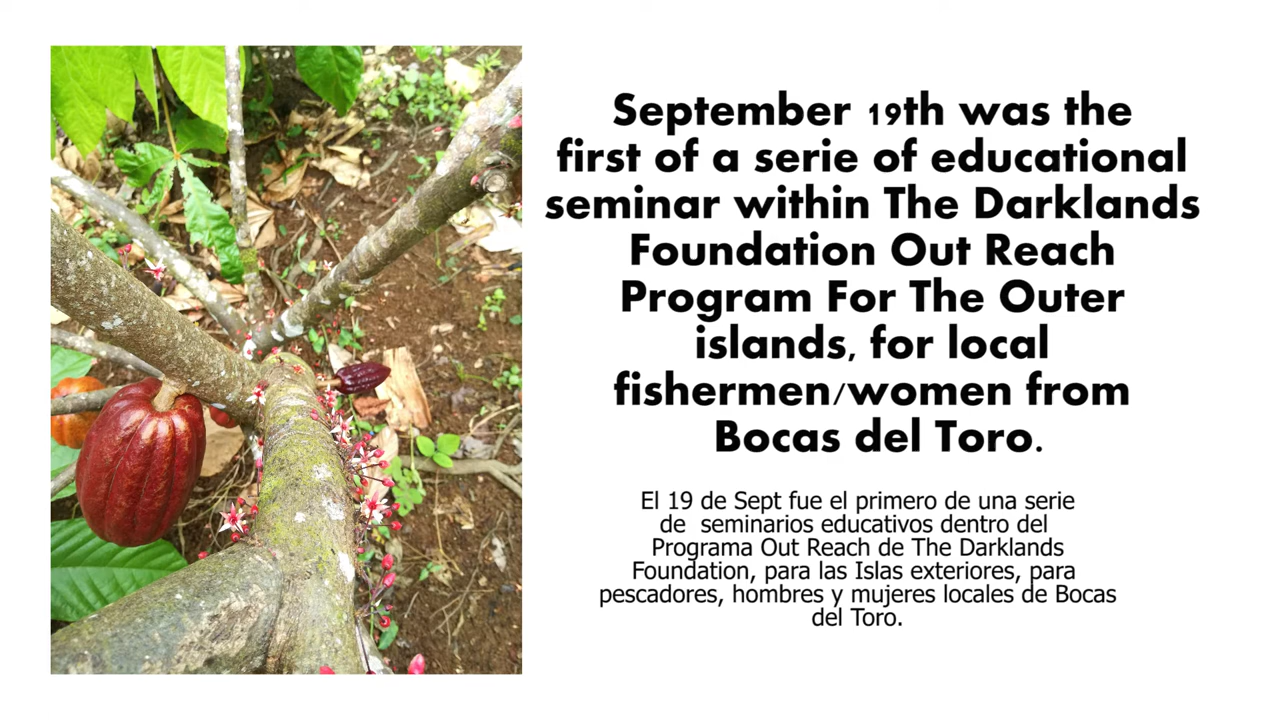 September 19th was the
first of a serie of educational
seminar within The Darklands
Foundation Out Reach
Program For The Outer
islands, for local
fishermen/women from
Bocas del Toro.
El 19 de Sept fue el primero de una serie
de seminarios educativos dentro del
Programa Out Reach de The Darklands
Foundation, para las Islas exteriores, para
pescadores, hombres y mujeres locales de Bocas
del Toro.